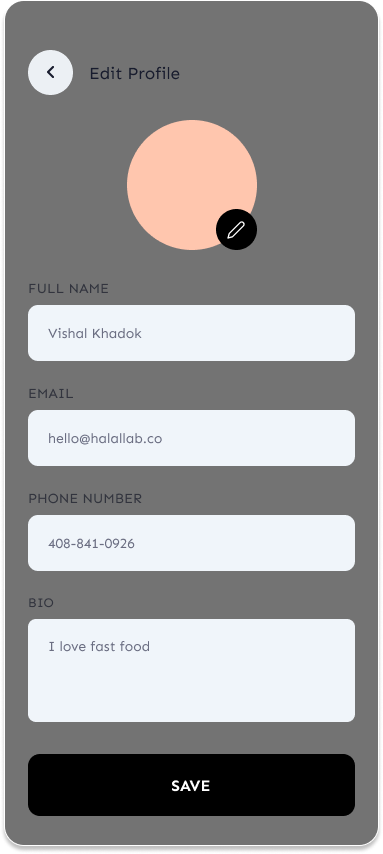 Edit Profile
FULL NAME
Vishal Khadok
EMAIL
hello@halallab.co
PHONE NUMBER
408-841-0926
BIO
I love fast food
SAVE